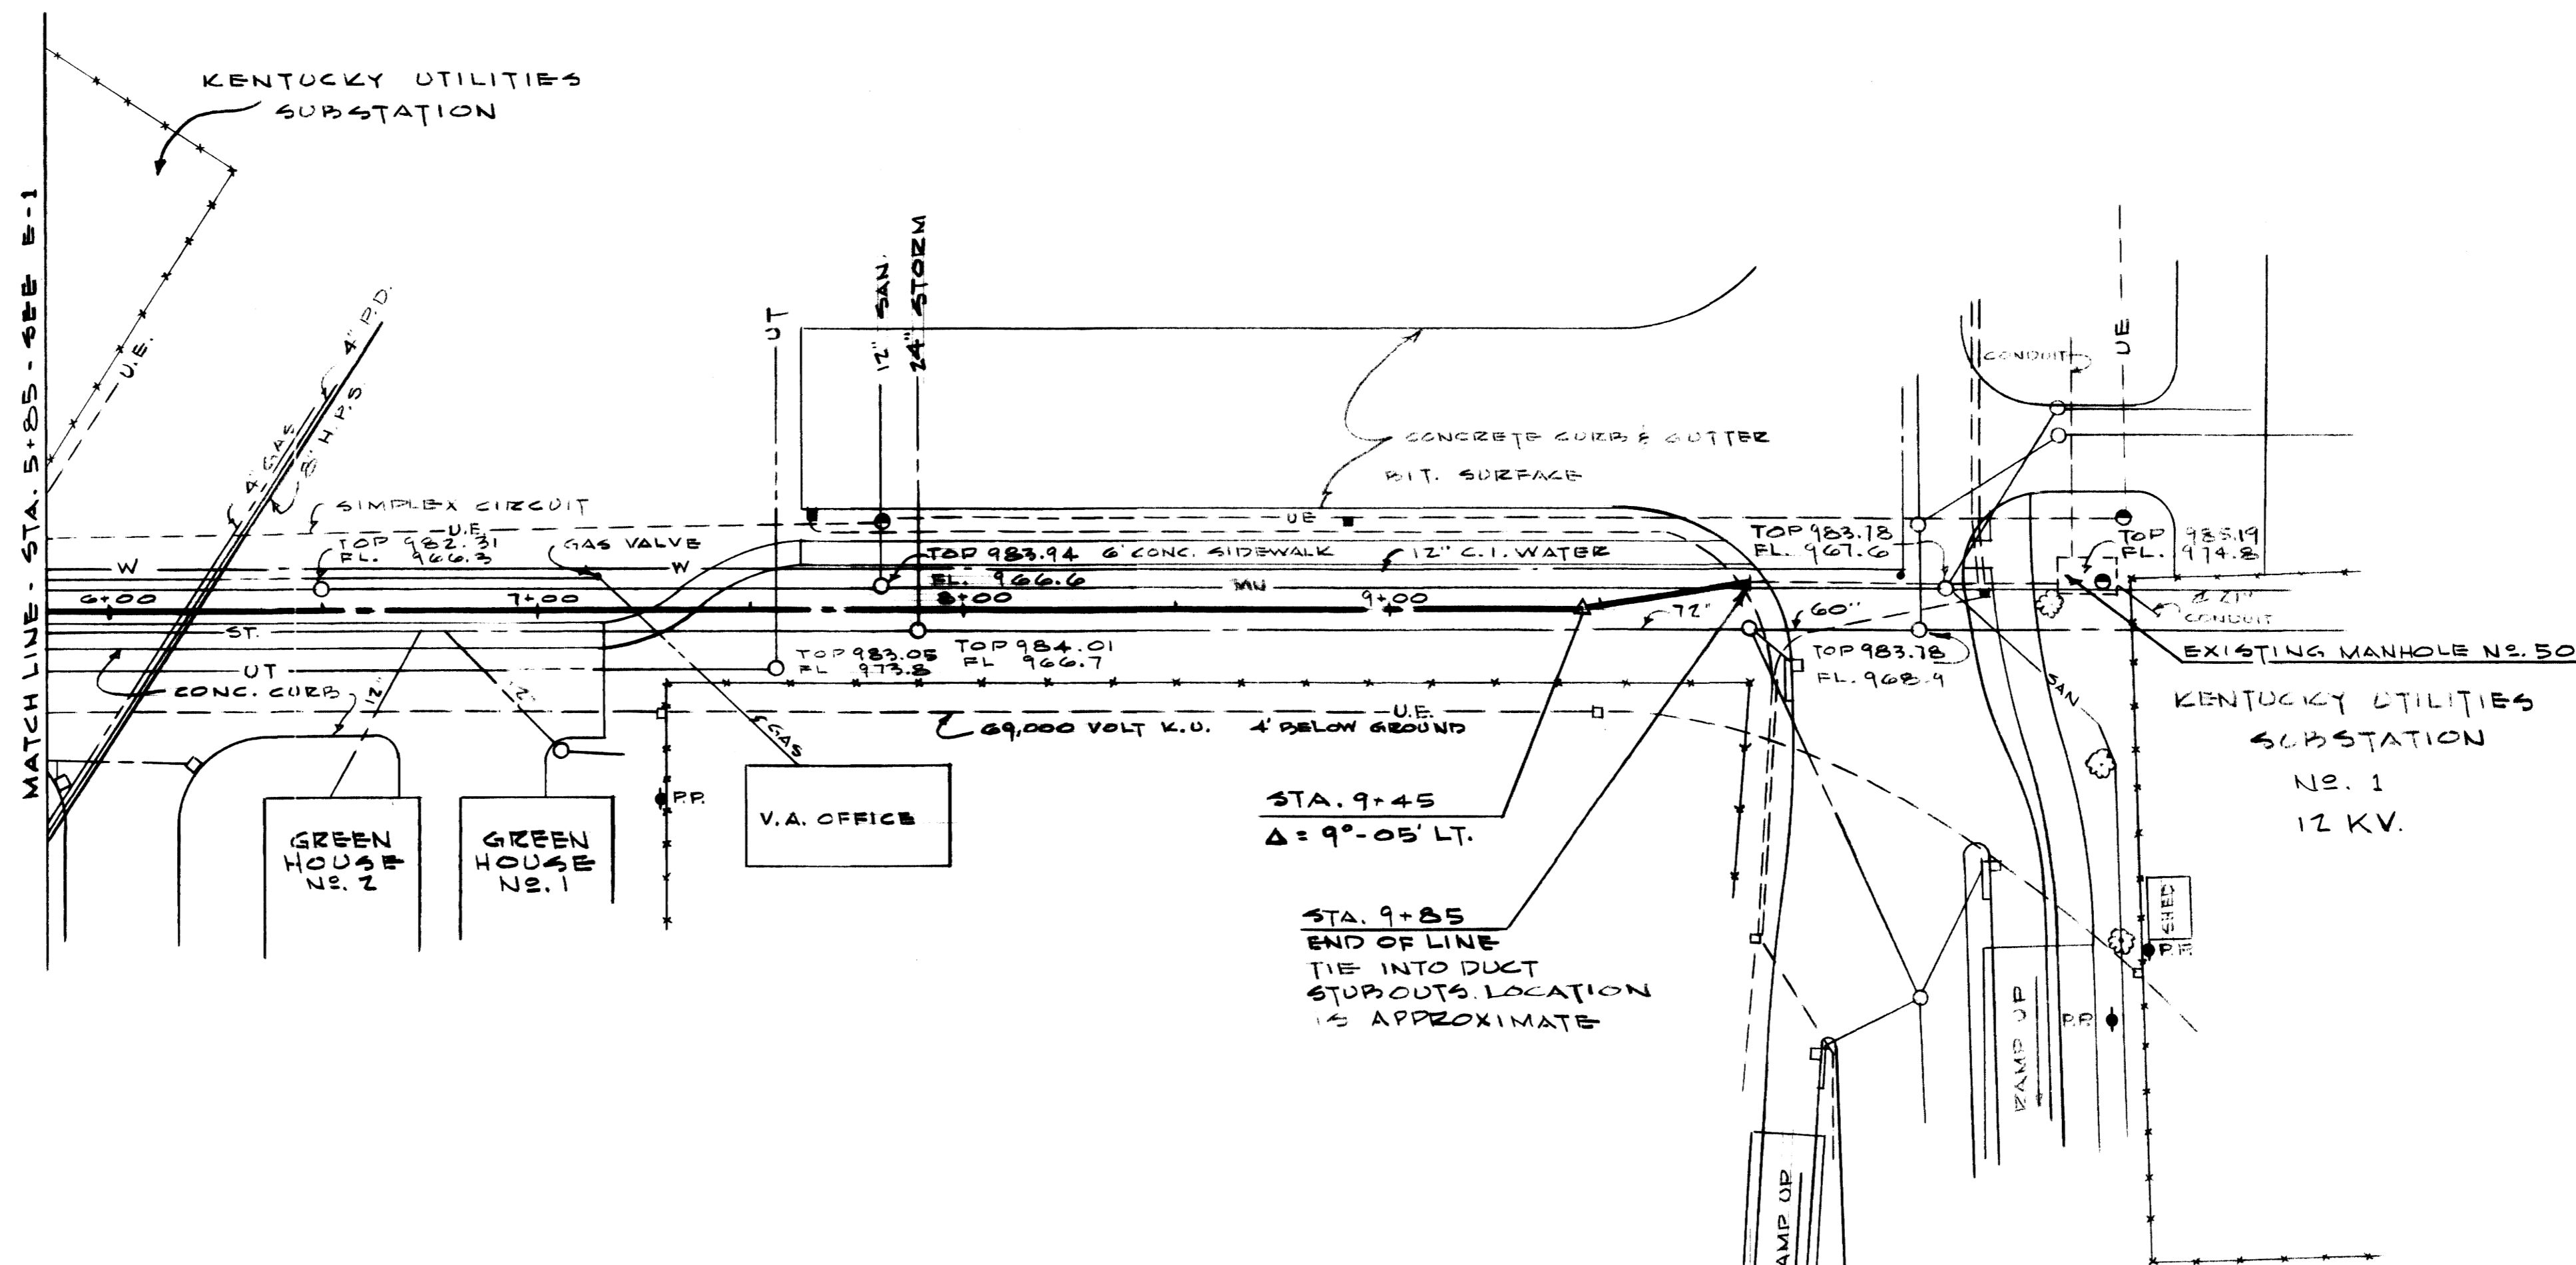 KENTUCKY UTILITIES
SUBSTATION
MATCH LINE - STA. 5+85 - SEE E-1
U.E.
4" P.D.
4" GAS
8" H.P.S
SIMPLEX CIRCUIT
U.E.
TOP 982.31
FL. 966.3
GAS VALVE
W
W
6+00
7+00
8+00
9+00
ST.
UT
CONC. CURB
12"
12"
UT
12" SAN.
24" STORM
CONCRETE CURB & GUTTER
BIT. SURFACE
UE
TOP 983.94
FL. 966.6
6' CONC. SIDEWALK
12" C.I. WATER
TOP 983.05
FL 973.8
TOP 984.01
FL 966.7
72"
60"
TOP 983.78
FL. 967.6
TOP 983.78
FL. 968.9
CONDUIT
UE
TOP 985.19
FL. 974.8
CONDUIT
EXISTING MANHOLE No. 50
KENTUCKY UTILITIES
SUBSTATION
No. 1
12 KV.
SAN
U.E.
69,000 VOLT K.U. 4' BELOW GROUND
GAS
P.P.
V.A. OFFICE
GREEN
HOUSE
No. 2
GREEN
HOUSE
No. 1
STA. 9+45
Δ = 9°-05' LT.
STA. 9+85
END OF LINE
TIE INTO DUCT
STUBOUTS. LOCATION
IS APPROXIMATE
SHED
P.P.
P.P.
RAMP UP
AMP UP